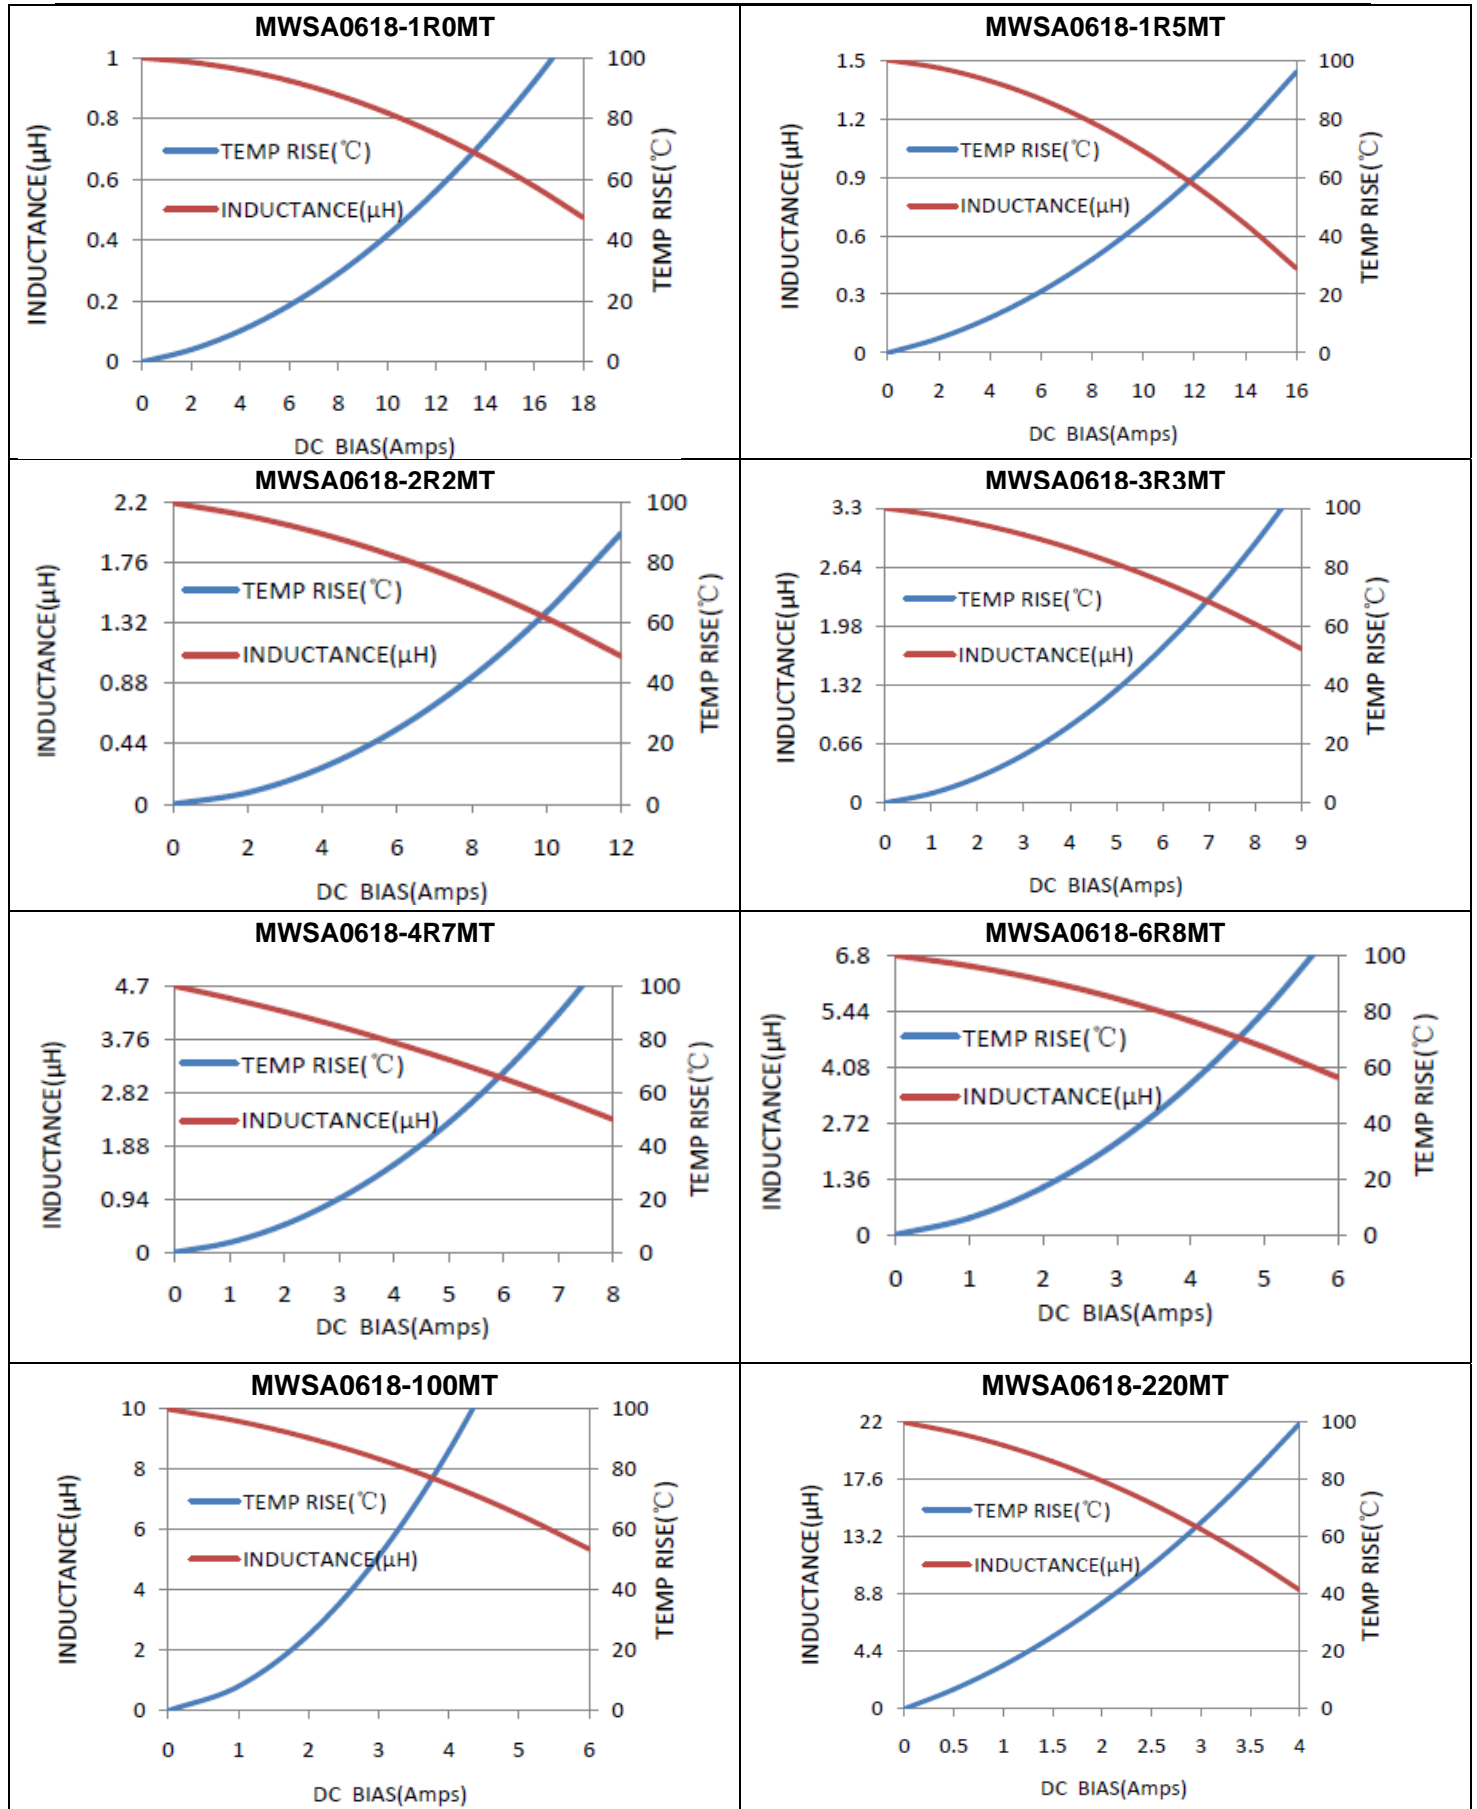 MWSA0618-1R0MT
1
0.8
0.6
0.4
0.2
0
100
80
60
40
20
0
INDUCTANCE(μH)
TEMP RISE(℃)
TEMP RISE(℃)
INDUCTANCE(μH)
0 2 4 6 8 10 12 14 16 18
DC BIAS(Amps)
MWSA0618-1R5MT
1.5
1.2
0.9
0.6
0.3
0
100
80
60
40
20
0
INDUCTANCE(μH)
TEMP RISE(℃)
TEMP RISE(℃)
INDUCTANCE(μH)
0 2 4 6 8 10 12 14 16
DC BIAS(Amps)
MWSA0618-2R2MT
2.2
1.76
1.32
0.88
0.44
0
100
80
60
40
20
0
INDUCTANCE(μH)
TEMP RISE(℃)
TEMP RISE(℃)
INDUCTANCE(μH)
0 2 4 6 8 10 12
DC BIAS(Amps)
MWSA0618-3R3MT
3.3
2.64
1.98
1.32
0.66
0
100
80
60
40
20
0
INDUCTANCE(μH)
TEMP RISE(℃)
TEMP RISE(℃)
INDUCTANCE(μH)
0 1 2 3 4 5 6 7 8 9
DC BIAS(Amps)
MWSA0618-4R7MT
4.7
3.76
2.82
1.88
0.94
0
100
80
60
40
20
0
INDUCTANCE(μH)
TEMP RISE(℃)
TEMP RISE(℃)
INDUCTANCE(μH)
0 1 2 3 4 5 6 7 8
DC BIAS(Amps)
MWSA0618-6R8MT
6.8
5.44
4.08
2.72
1.36
0
100
80
60
40
20
0
INDUCTANCE(μH)
TEMP RISE(℃)
TEMP RISE(℃)
INDUCTANCE(μH)
0 1 2 3 4 5 6
DC BIAS(Amps)
MWSA0618-100MT
10
8
6
4
2
0
100
80
60
40
20
0
INDUCTANCE(μH)
TEMP RISE(℃)
TEMP RISE(℃)
INDUCTANCE(μH)
0 1 2 3 4 5 6
DC BIAS(Amps)
MWSA0618-220MT
22
17.6
13.2
8.8
4.4
0
100
80
60
40
20
0
INDUCTANCE(μH)
TEMP RISE(℃)
TEMP RISE(℃)
INDUCTANCE(μH)
0 0.5 1 1.5 2 2.5 3 3.5 4
DC BIAS(Amps)